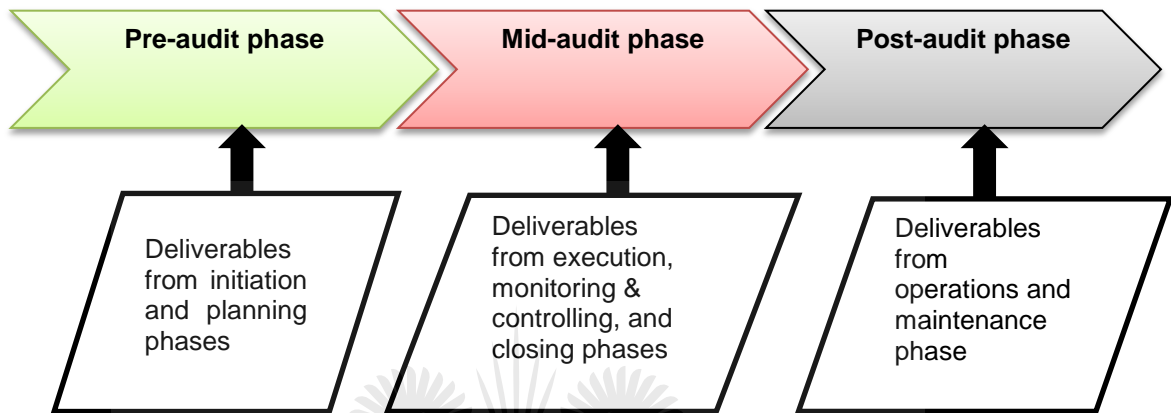 Pre-audit phase
Mid-audit phase
Post-audit phase
Deliverables
from initiation
and planning
phases
Deliverables
from execution,
monitoring &
controlling, and
closing phases
Deliverables
from
operations and
maintenance
phase